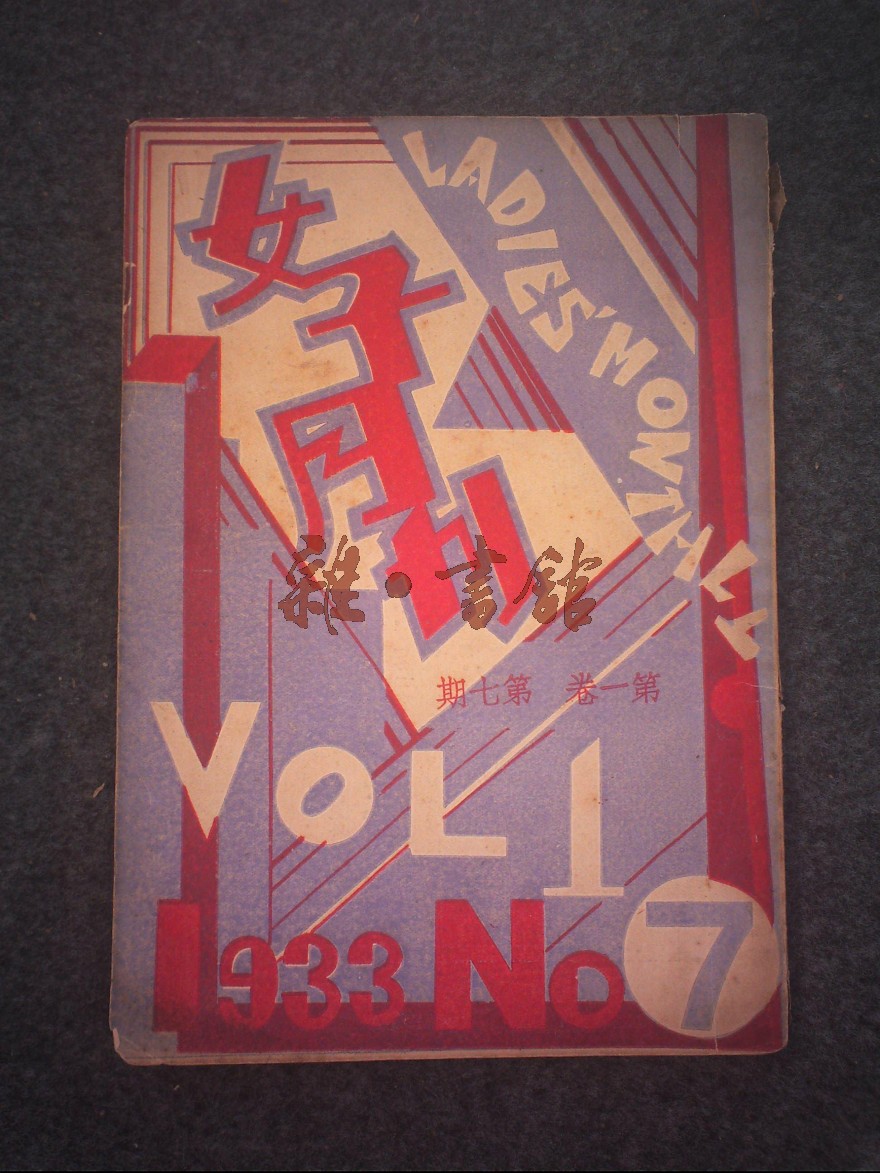 女子月刊
LADIES' MONTHLY
雜·書館
第一卷 第七期
VOL 1
1933 No 7